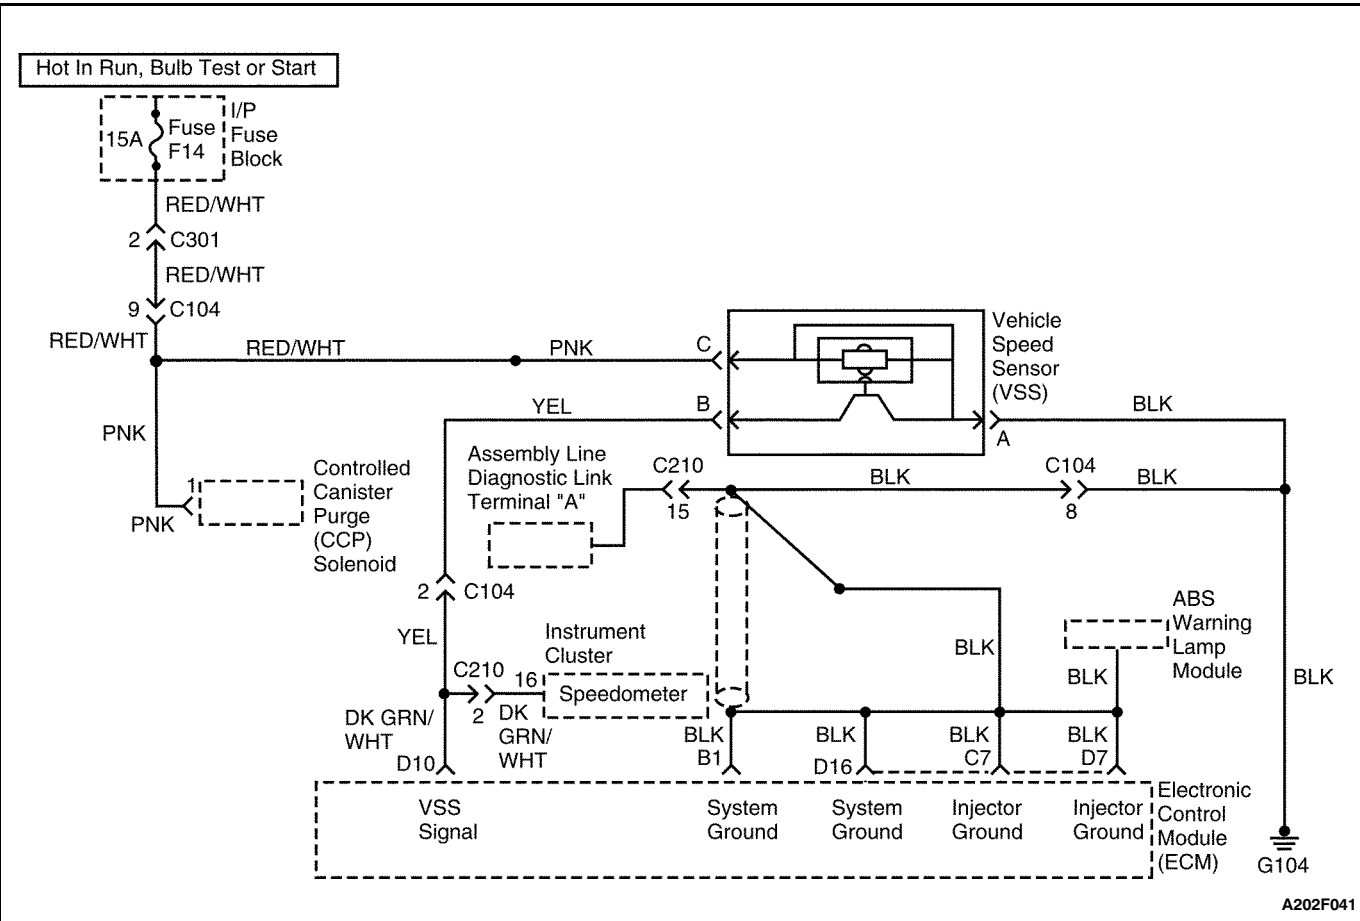 Hot In Run, Bulb Test or Start
I/P
Fuse
Block
15A
Fuse
F14
RED/WHT
2
C301
RED/WHT
9
C104
RED/WHT
RED/WHT
PNK
C
Vehicle
Speed
Sensor
(VSS)
YEL
B
A
BLK
PNK
1
PNK
Controlled
Canister
Purge
(CCP)
Solenoid
Assembly Line
Diagnostic Link
Terminal "A"
C210
15
BLK
C104
8
BLK
2
C104
YEL
Instrument
Cluster
C210
2
16
Speedometer
DK GRN/
WHT
DK
GRN/
WHT
BLK
ABS
Warning
Lamp
Module
BLK
BLK
D10
BLK
B1
BLK
D16
BLK
C7
BLK
D7
VSS
Signal
System
Ground
System
Ground
Injector
Ground
Injector
Ground
Electronic
Control
Module
(ECM)
G104
A202F041